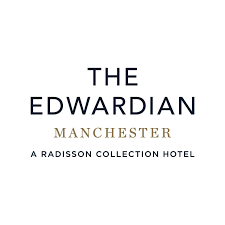 THE
EDWARDIAN
MANCHESTER
A RADISSON COLLECTION HOTEL